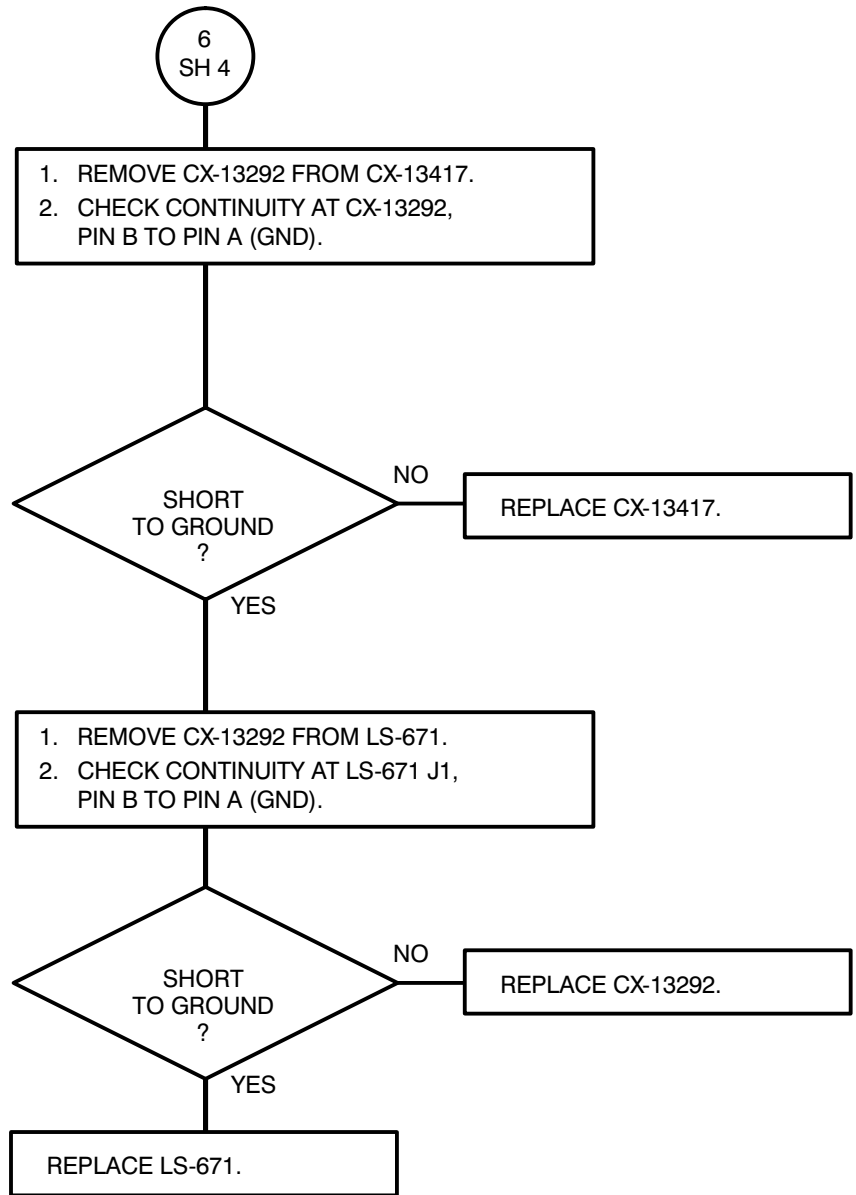 6
SH 4
1. REMOVE CX-13292 FROM CX-13417.
2. CHECK CONTINUITY AT CX-13292,
PIN B TO PIN A (GND).
SHORT
TO GROUND
?
NO
REPLACE CX-13417.
YES
1. REMOVE CX-13292 FROM LS-671.
2. CHECK CONTINUITY AT LS-671 J1,
PIN B TO PIN A (GND).
SHORT
TO GROUND
?
NO
REPLACE CX-13292.
YES
REPLACE LS-671.